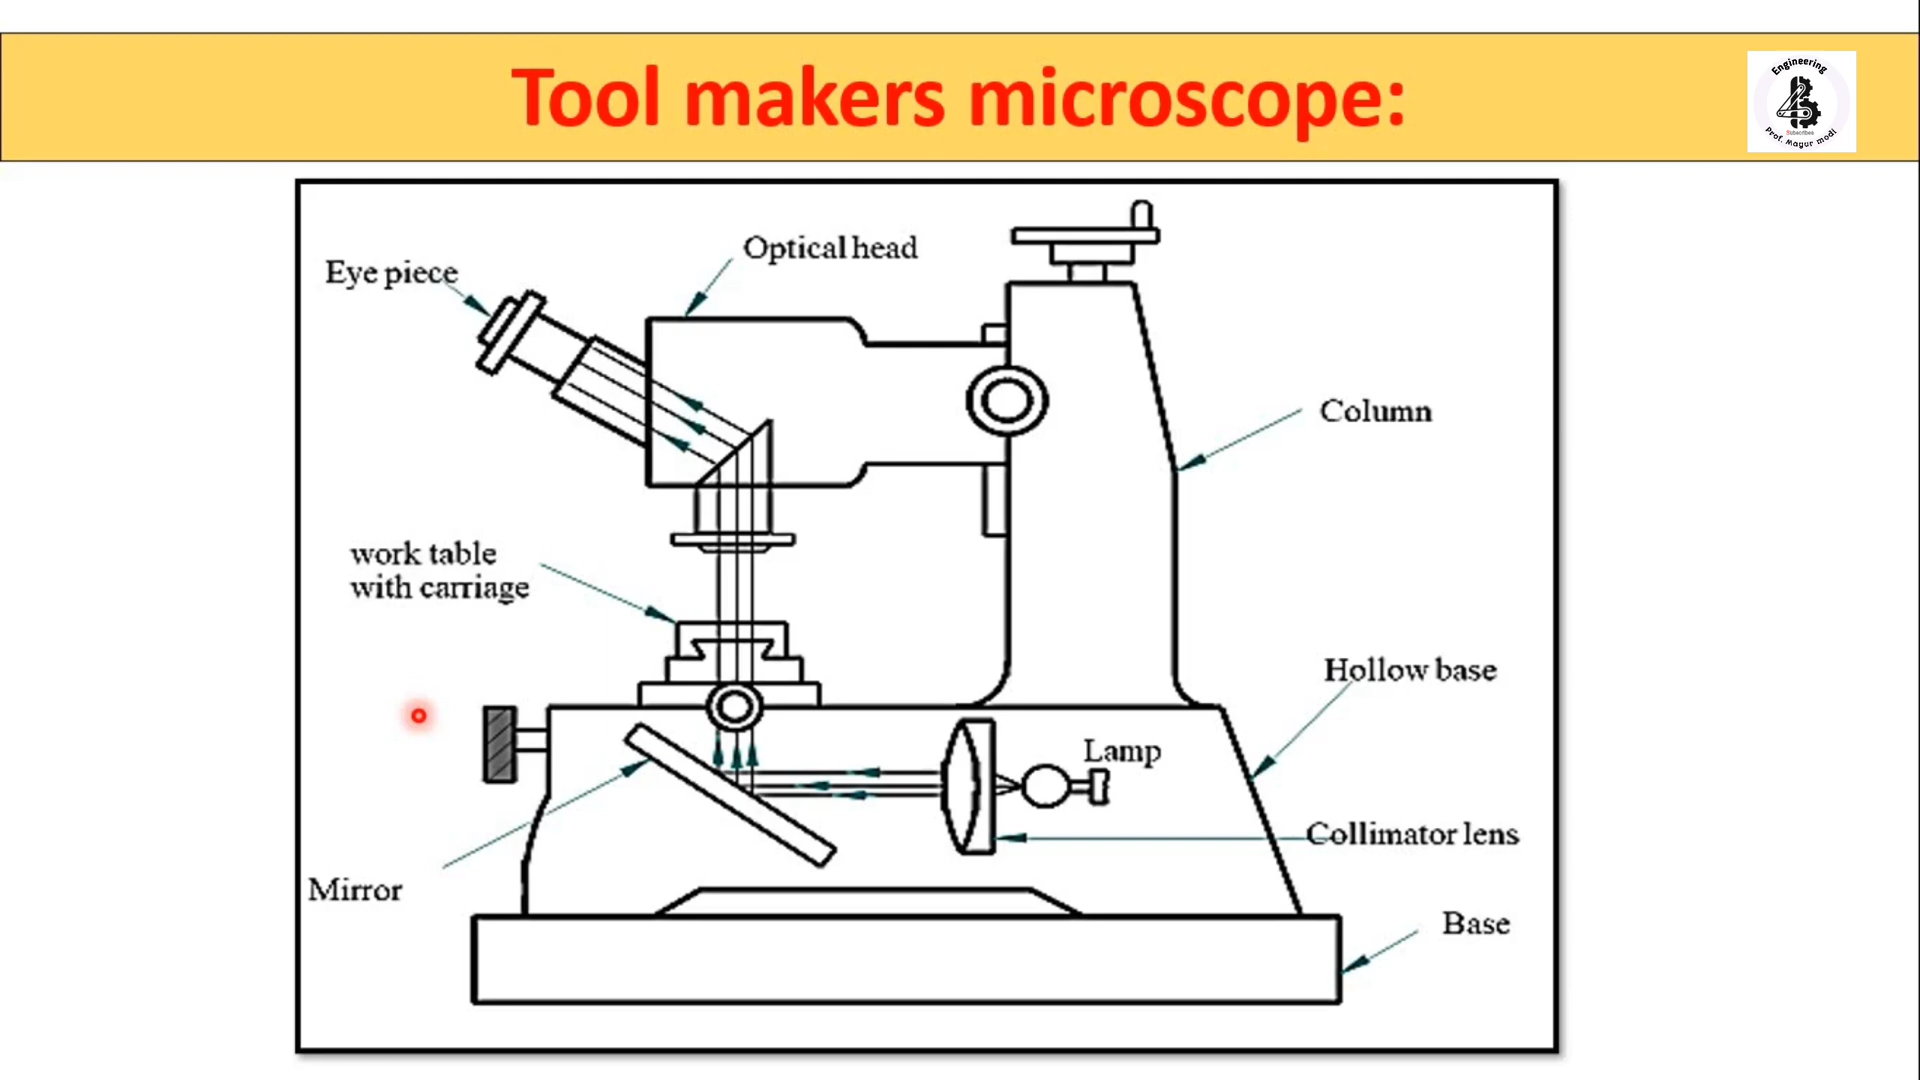 Tool makers microscope:
Engineering
Subscribes
Prof. Mayur modi
Optical head
Eye piece
Column
work table
with carriage
Hollow base
Lamp
Collimator lens
Mirror
Base